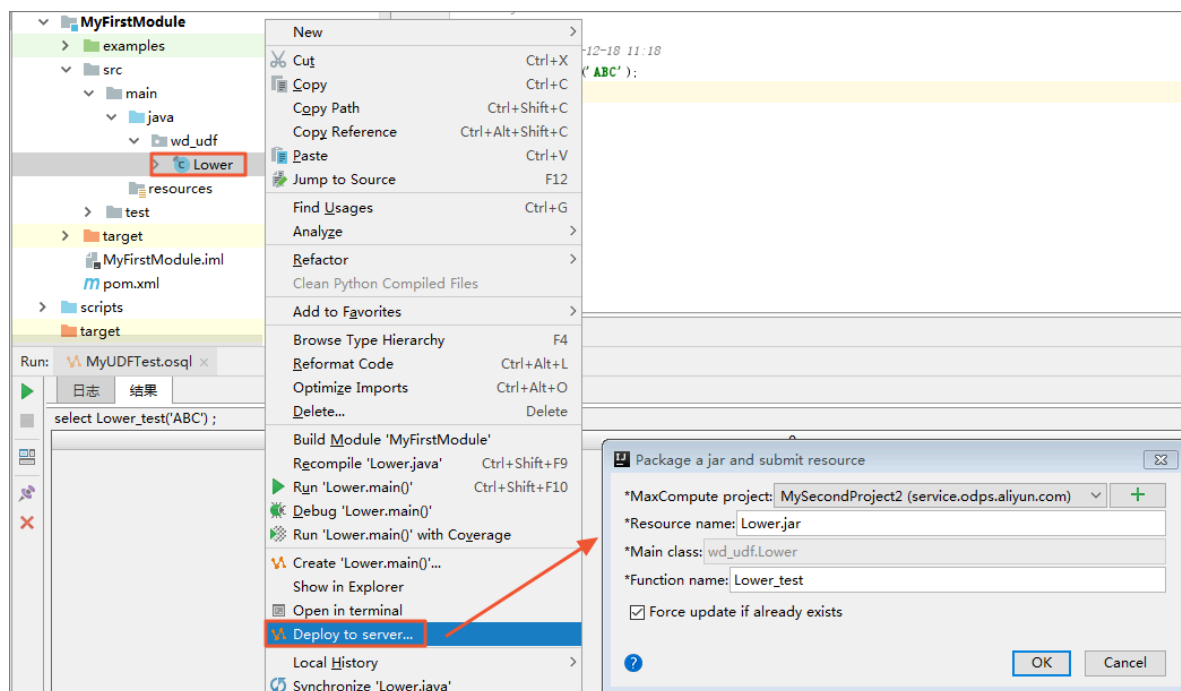 MyFirstModule
examples
src
main
java
wd_udf
Lower
resources
test
target
MyFirstModule.iml
pom.xml
scripts
target
-12-18 11:18
('ABC');
New
Cut Ctrl+X
Copy Ctrl+C
Copy Path Ctrl+Shift+C
Copy Reference Ctrl+Alt+Shift+C
Paste Ctrl+V
Jump to Source F12
Find Usages Ctrl+G
Analyze
Refactor
Clean Python Compiled Files
Add to Favorites
Browse Type Hierarchy F4
Reformat Code Ctrl+Alt+L
Optimize Imports Ctrl+Alt+O
Delete... Delete
Build Module 'MyFirstModule'
Recompile 'Lower.java' Ctrl+Shift+F9
Run 'Lower.main()' Ctrl+Shift+F10
Debug 'Lower.main()'
Run 'Lower.main()' with Coverage
Create 'Lower.main()'...
Show in Explorer
Open in terminal
Deploy to server...
Local History
Synchronize 'Lower.java'
Run: MyUDFTest.osql
日志 结果
select Lower_test('ABC') ;
Package a jar and submit resource
*MaxCompute project: MySecondProject2 (service.odps.aliyun.com)
*Resource name: Lower.jar
*Main class: wd_udf.Lower
*Function name: Lower_test
Force update if already exists
OK Cancel